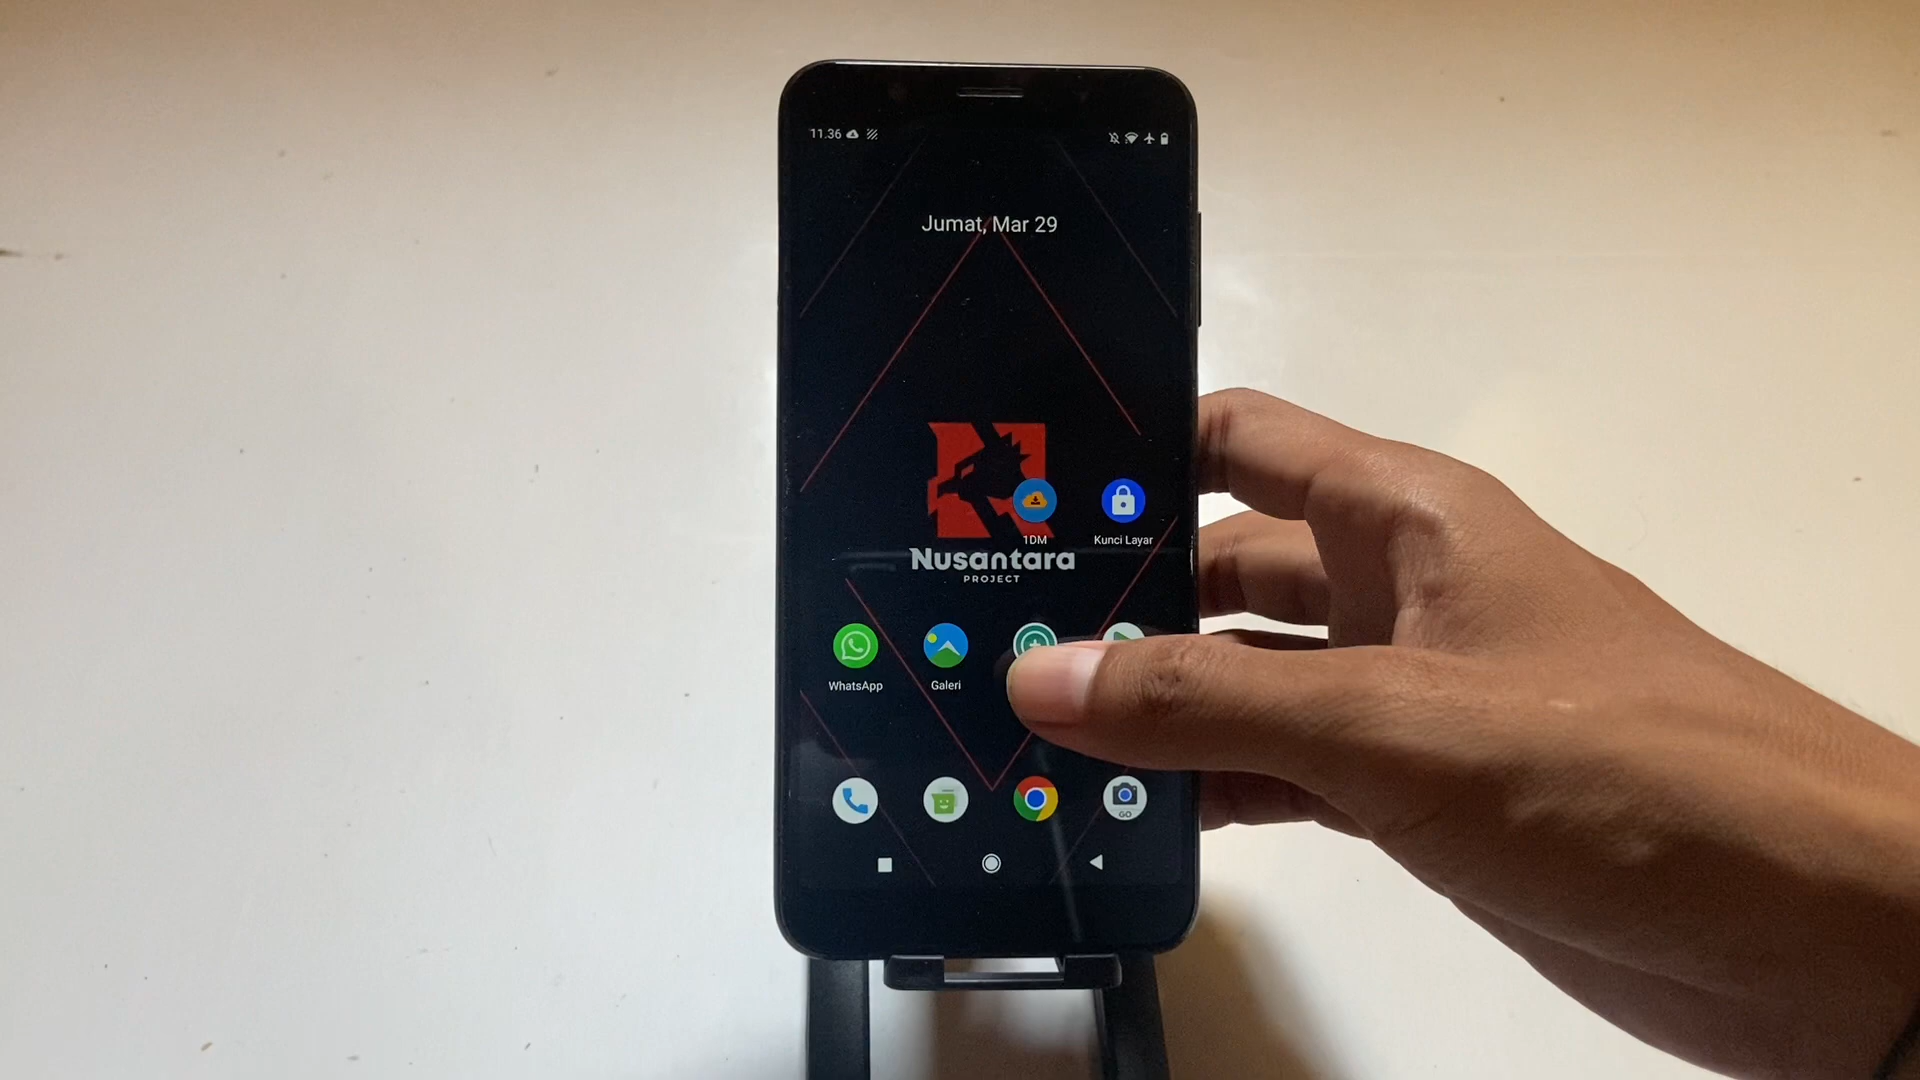 11.36
Jumat, Mar 29
1DM
Kunci Layar
Nusantara
PROJECT
WhatsApp
Galeri
GO